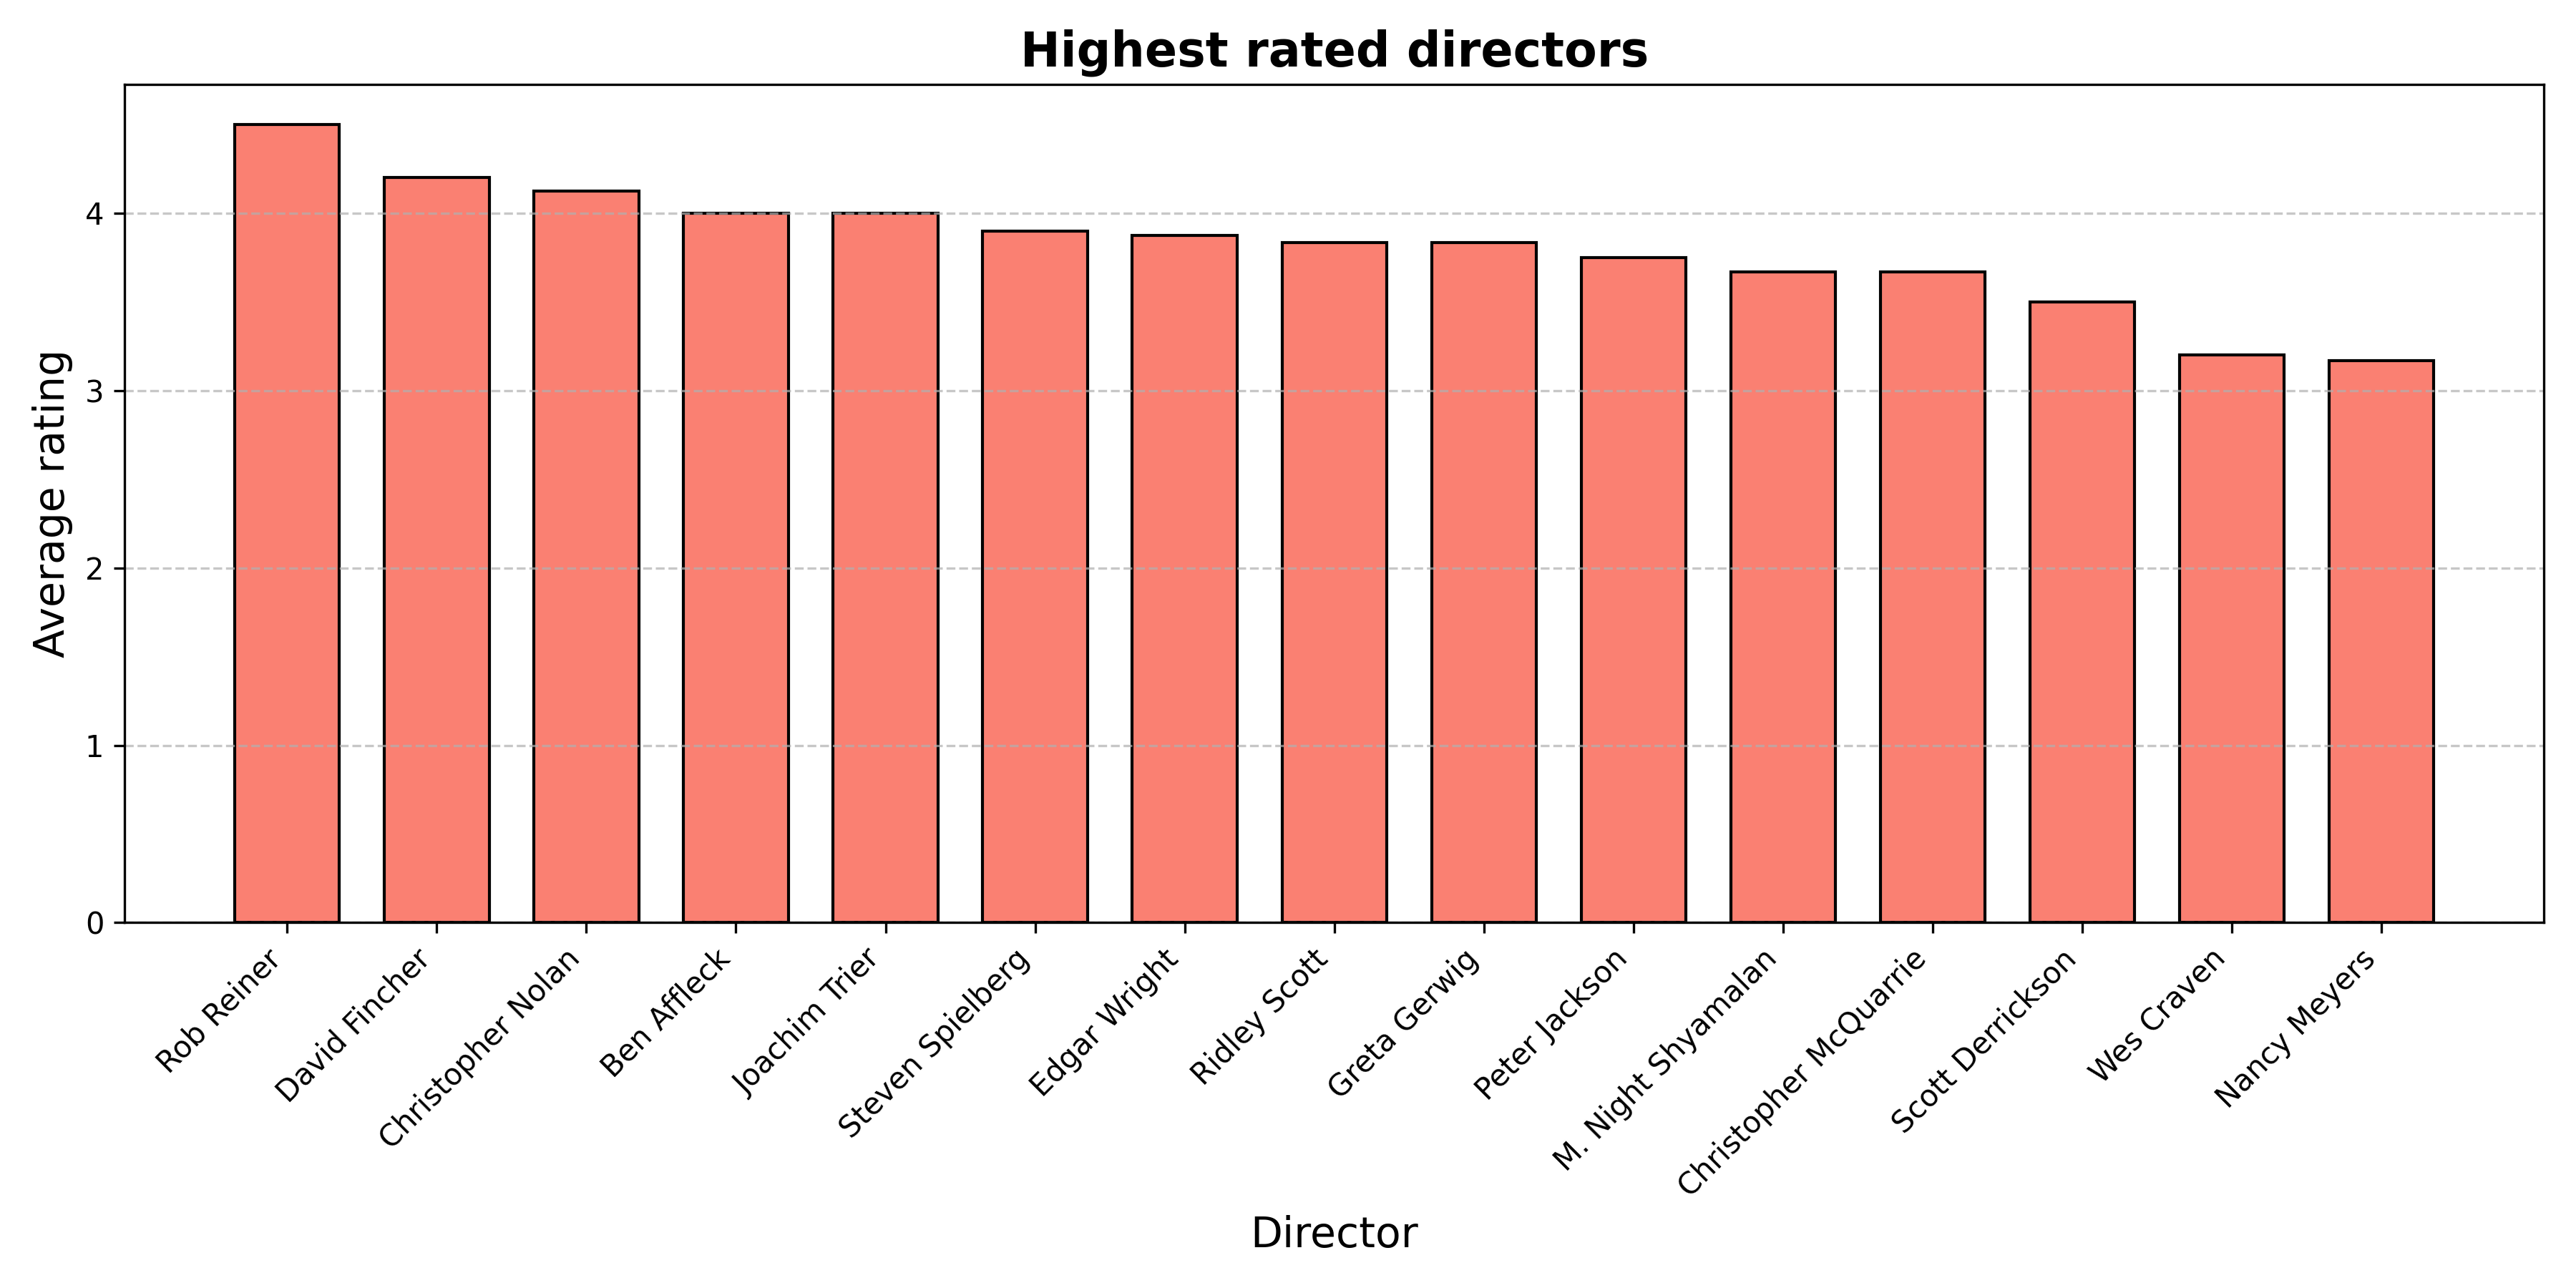 Highest rated directors
Average rating
4
3
2
1
0
Rob Reiner
David Fincher
Christopher Nolan
Ben Affleck
Joachim Trier
Steven Spielberg
Edgar Wright
Ridley Scott
Greta Gerwig
Peter Jackson
M. Night Shyamalan
Christopher McQuarrie
Scott Derrickson
Wes Craven
Nancy Meyers
Director